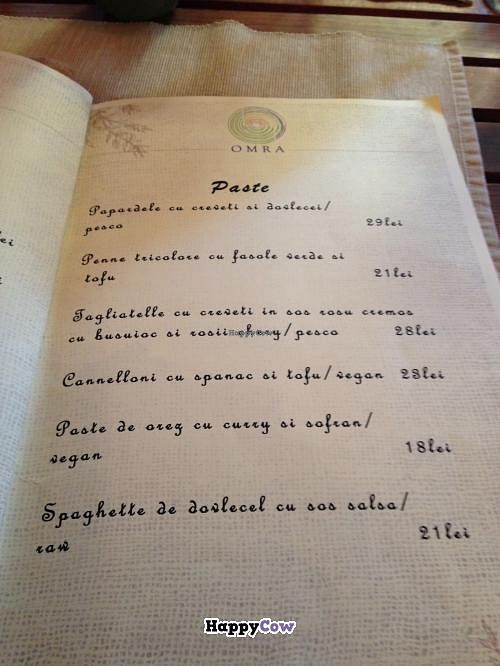 OMRA
Paste
Papardele cu creveti si dovlecei/
pesco 29lei
Penne tricolore cu fasole verde si
tofu 21lei
Tagliatelle cu creveti in sos rosu cremos
cu busuioc si rosii /pesco 28lei
HappyCow
Cannelloni cu spanac si tofu/vegan 23lei
Paste de orez cu curry si sofran/
vegan 18lei
Spaghette de dovlecel cu sos salsa/
raw 21lei
HappyCow